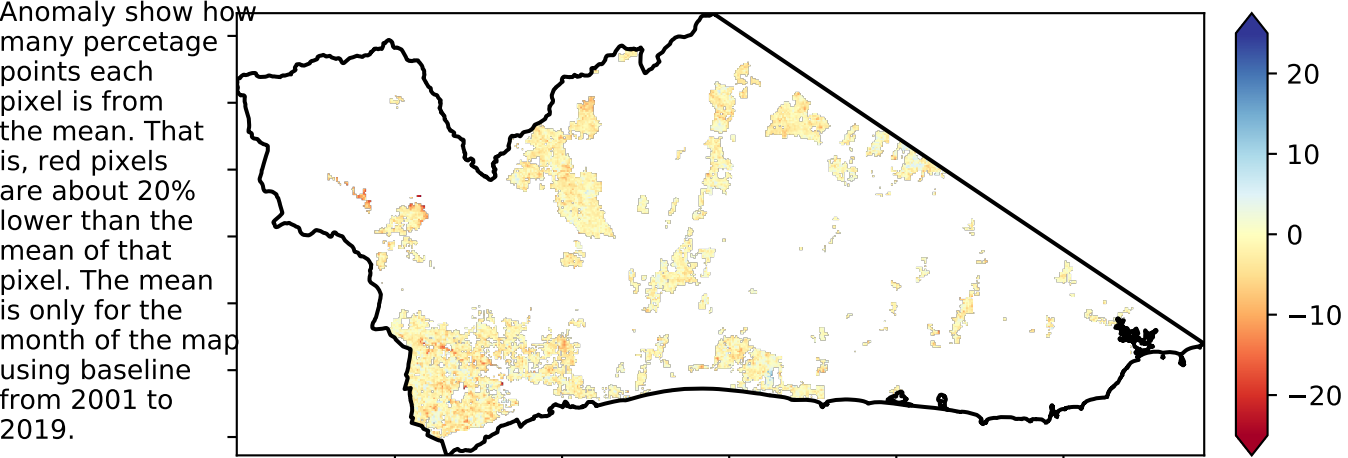 Anomaly show how
many percetage
points each
pixel is from
the mean. That
is, red pixels
are about 20%
lower than the
mean of that
pixel. The mean
is only for the
month of the map
using baseline
from 2001 to
2019.
20
10
0
−10
−20